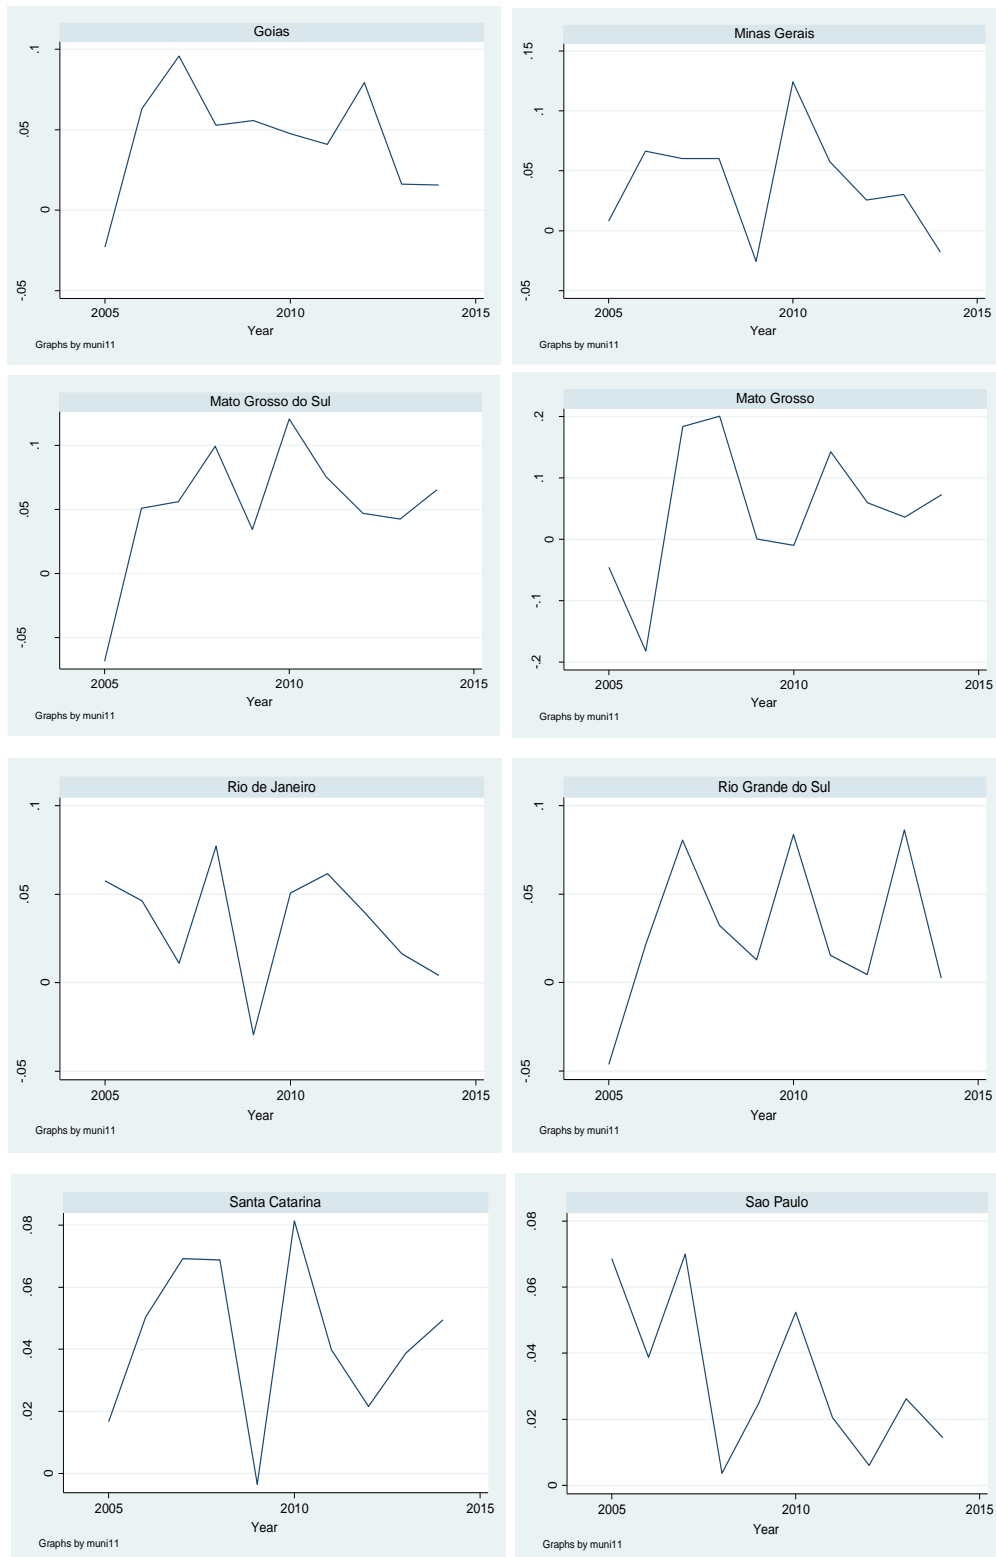 Goias
.1
.05
0
-.05
2005 2010 2015
Year
Graphs by muni11
Minas Gerais
.15
.1
.05
0
-.05
2005 2010 2015
Year
Graphs by muni11
Mato Grosso do Sul
.1
.05
0
-.05
2005 2010 2015
Year
Graphs by muni11
Mato Grosso
.2
.1
0
-.1
-.2
2005 2010 2015
Year
Graphs by muni11
Rio de Janeiro
.1
.05
0
-.05
2005 2010 2015
Year
Graphs by muni11
Rio Grande do Sul
.1
.05
0
-.05
2005 2010 2015
Year
Graphs by muni11
Santa Catarina
.08
.06
.04
.02
0
2005 2010 2015
Year
Graphs by muni11
Sao Paulo
.08
.06
.04
.02
0
2005 2010 2015
Year
Graphs by muni11